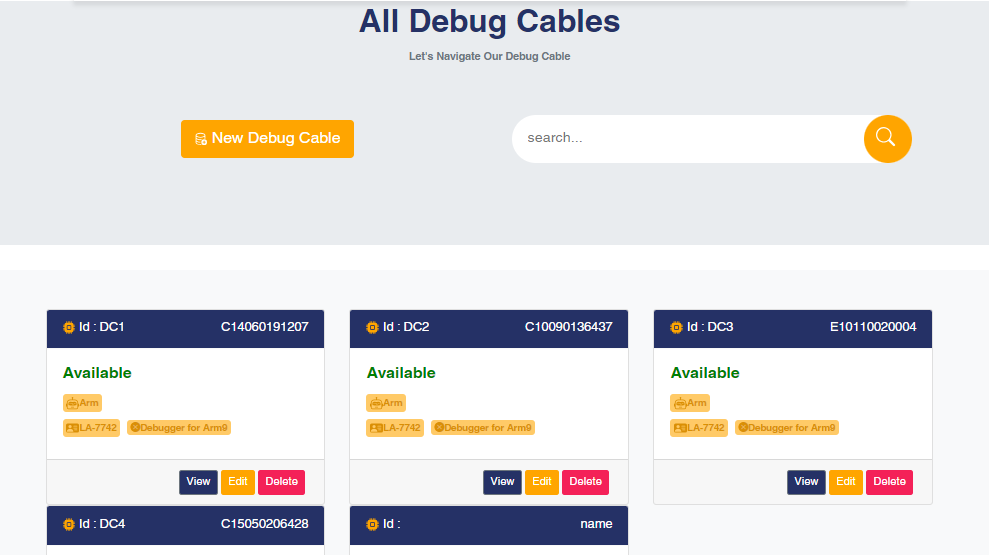 All Debug Cables
Let's Navigate Our Debug Cable
New Debug Cable
search...
Id : DC1 C14060191207
Available
Arm
LA-7742 Debugger for Arm9
View Edit Delete
Id : DC2 C10090136437
Available
Arm
LA-7742 Debugger for Arm9
View Edit Delete
Id : DC3 E10110020004
Available
Arm
LA-7742 Debugger for Arm9
View Edit Delete
Id : DC4 C15050206428
Id : name